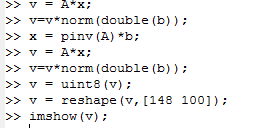 >> v = A*x;
>> v=v*norm(double(b));
>> x = pinv(A)*b;
>> v = A*x;
>> v=v*norm(double(b));
>> v = uint8(v);
>> v = reshape(v,[148 100]);
>> imshow(v);